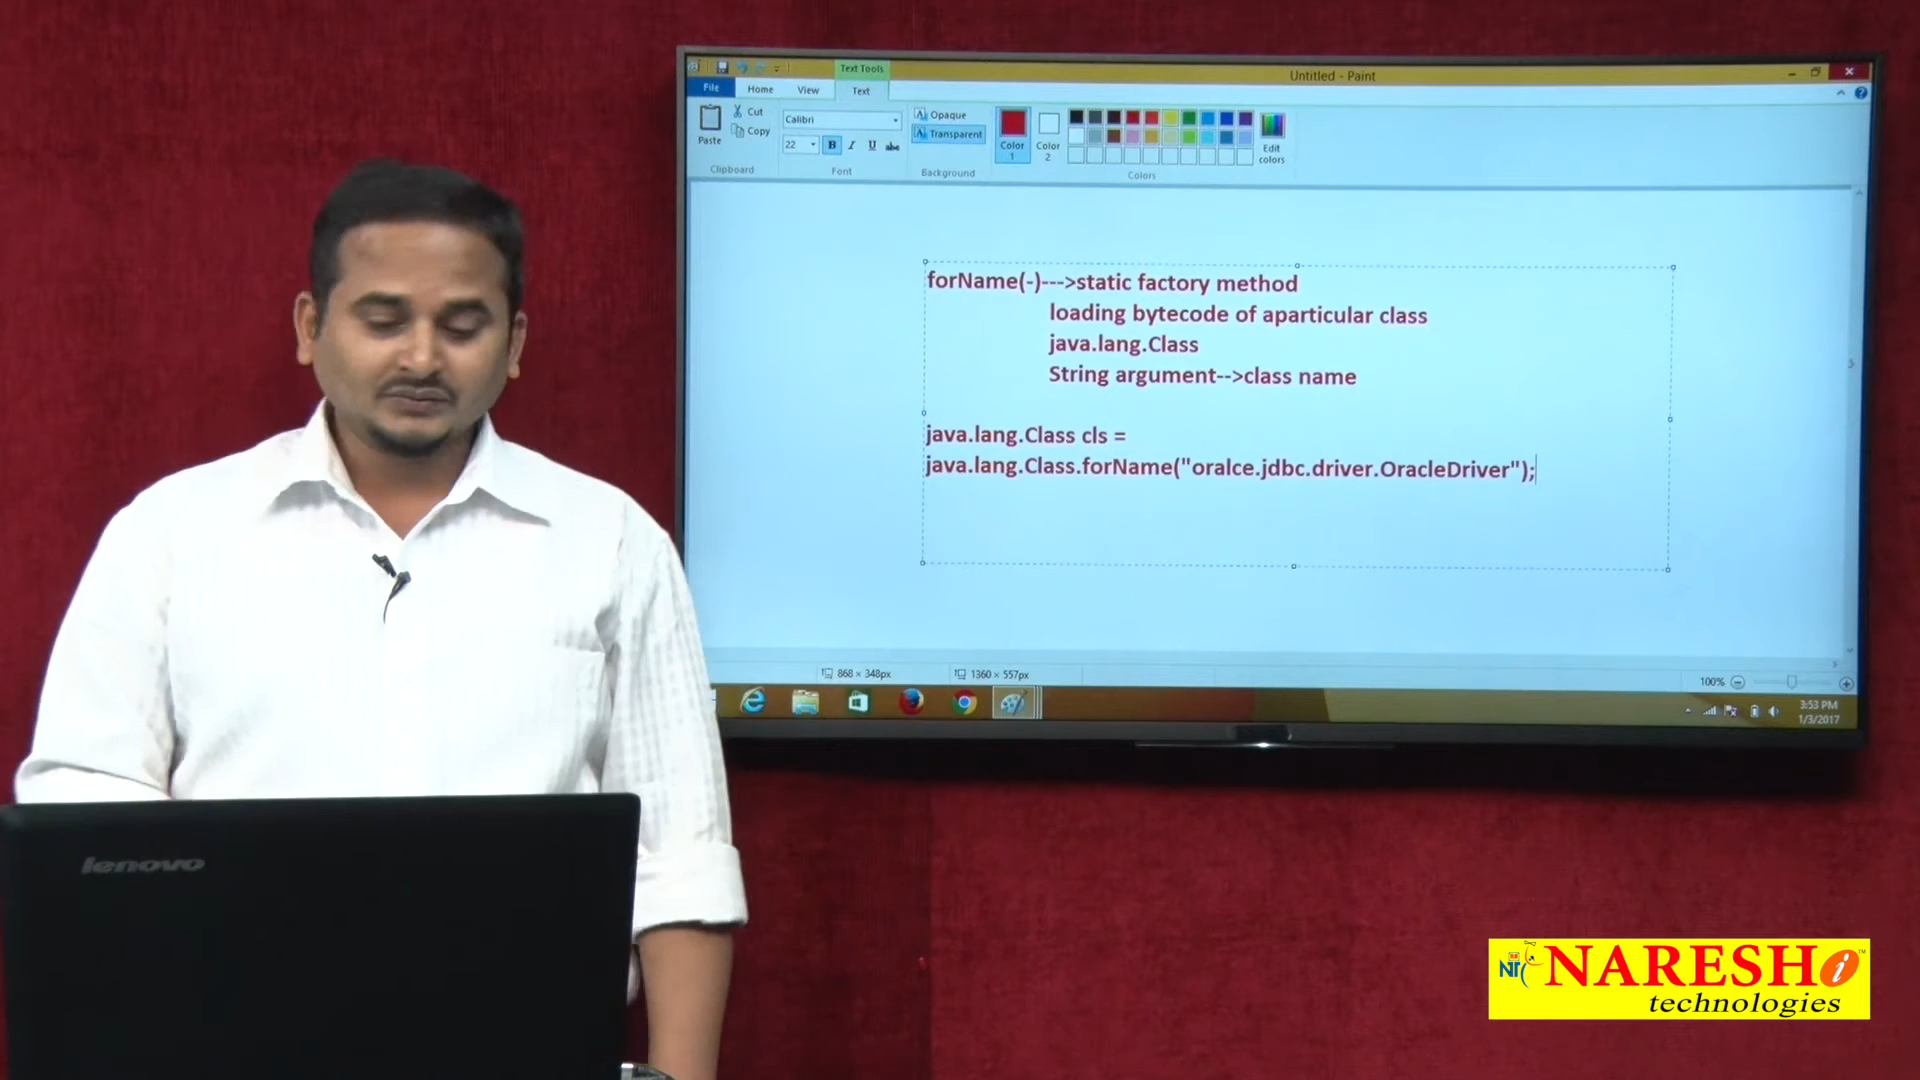 Text Tools
Untitled - Paint
File
Home
View
Text
Paste
Cut
Copy
Clipboard
Calibri
22
B I U abc
Font
Opaque
Transparent
Background
Color 1
Color 2
Edit colors
Colors
forName(-)--->static factory method
loading bytecode of aparticular class
java.lang.Class
String argument-->class name
java.lang.Class cls =
java.lang.Class.forName("oralce.jdbc.driver.OracleDriver");
868 × 348px
1360 × 557px
100%
3:53 PM
1/3/2017
lenovo
NARESH i
technologies